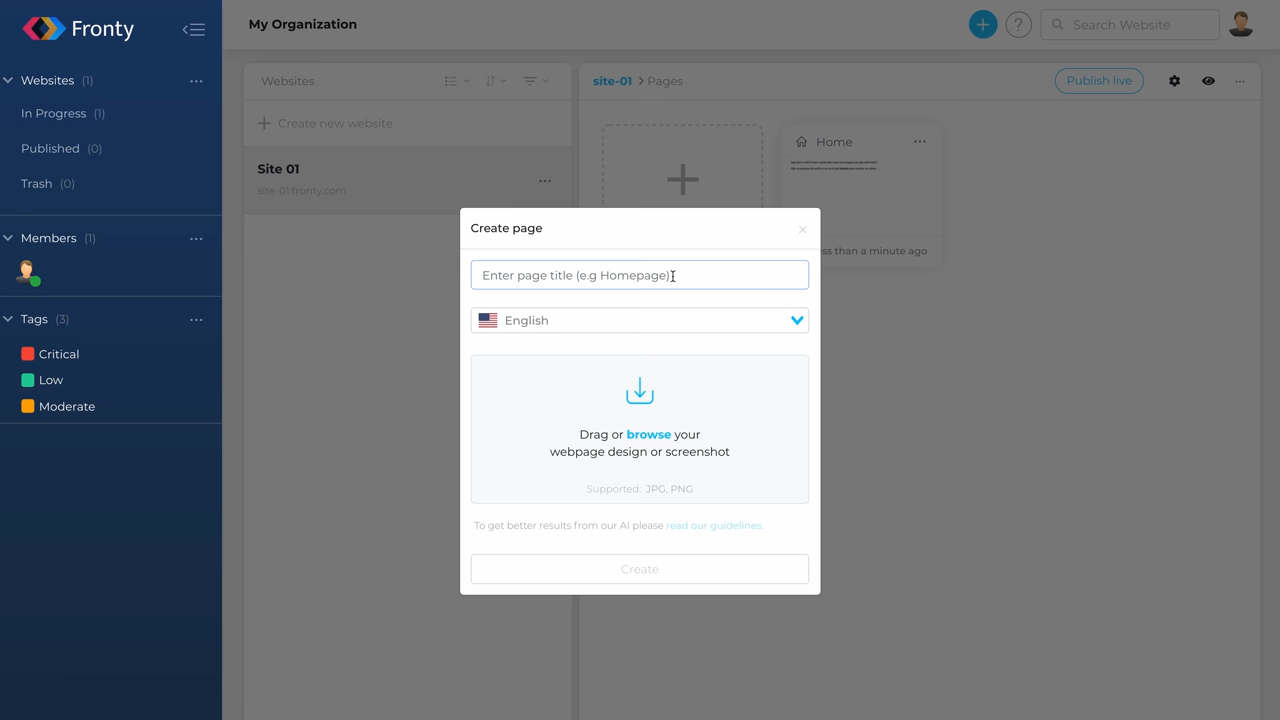 Fronty
My Organization
Search Website
Websites (1)
In Progress (1)
Published (0)
Trash (0)
Members (1)
Tags (3)
Critical
Low
Moderate
Websites
Create new website
Site 01
site-01.fronty.com
site-01 > Pages
Publish live
Home
ss than a minute ago
Create page
Enter page title (e.g Homepage)
English
Drag or browse your
webpage design or screenshot
Supported: JPG, PNG
To get better results from our AI please read our guidelines.
Create